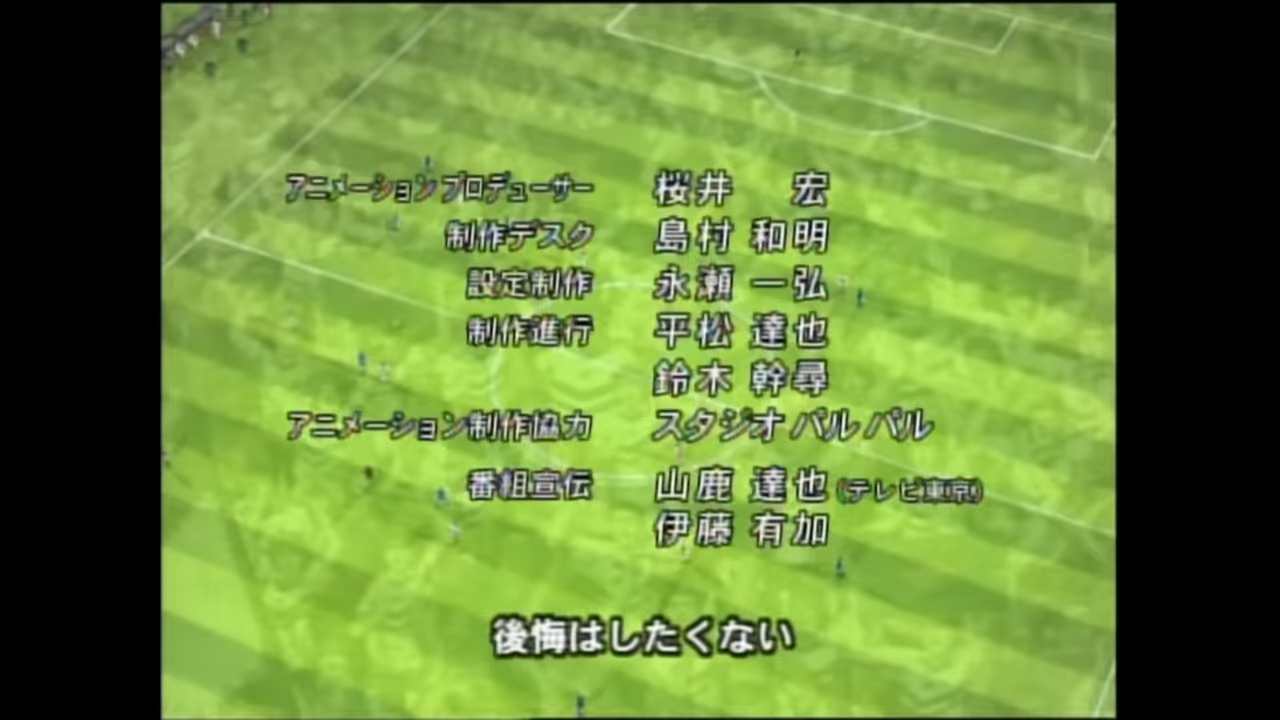 アニメーションプロデューサー 桜井 宏
制作デスク 島村 和明
設定制作 永瀬 一弘
制作進行 平松 達也
鈴木 幹尋
アニメーション制作協力 スタジオパルパル
番組宣伝 山鹿 達也(テレビ東京)
伊藤 有加
後悔はしたくない